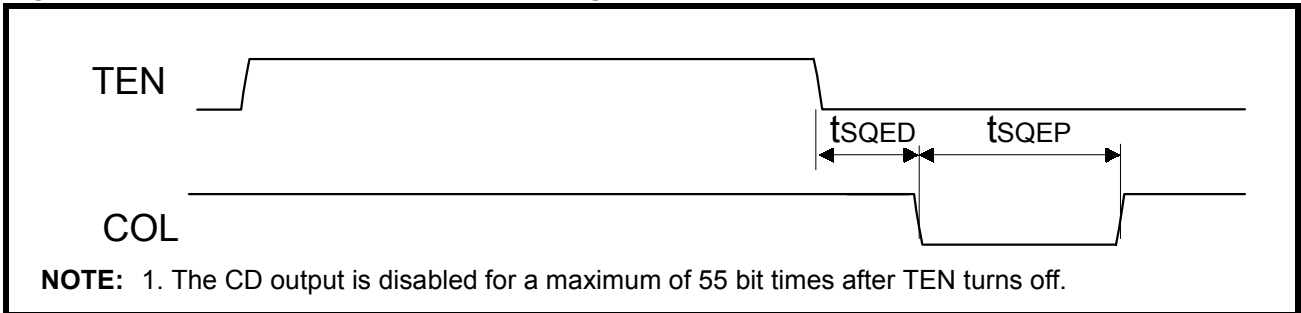 TEN
tSQED
tSQEP
COL
NOTE: 1. The CD output is disabled for a maximum of 55 bit times after TEN turns off.